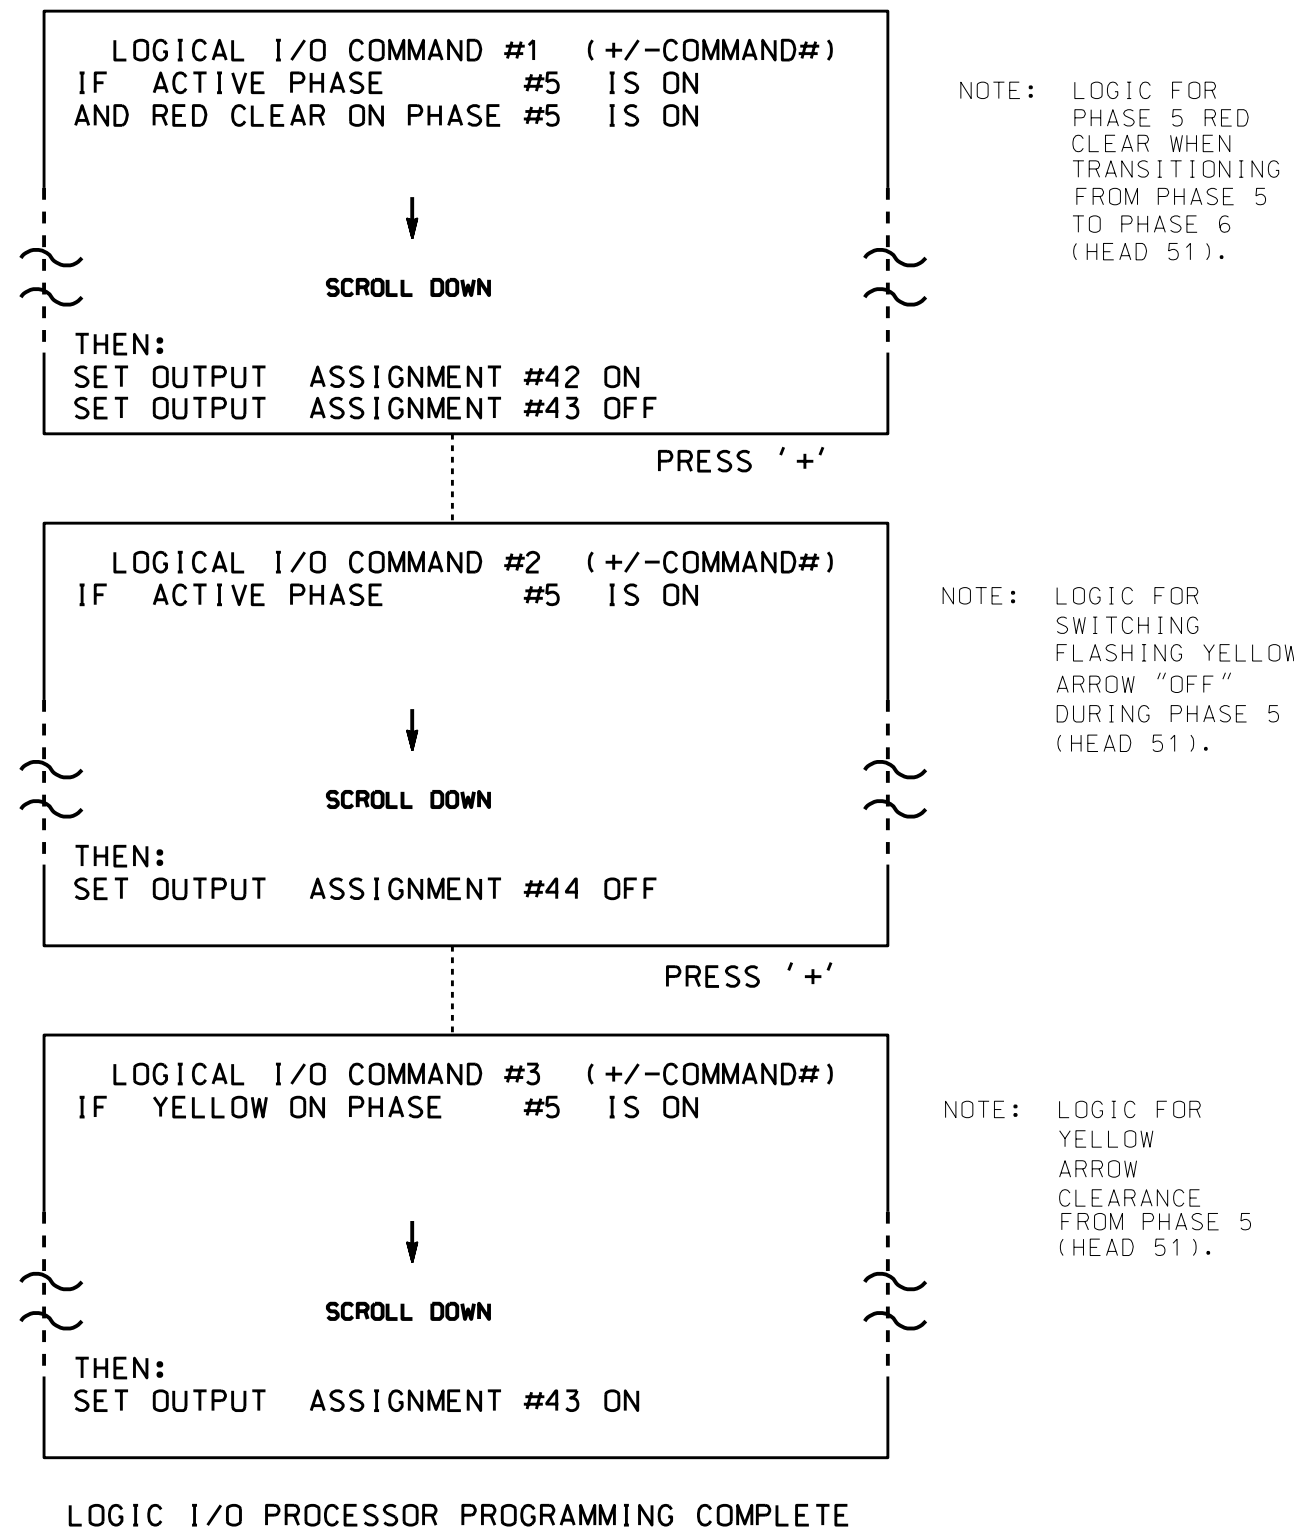 LOGICAL I/O COMMAND #1 (+/-COMMAND#)
IF ACTIVE PHASE #5 IS ON
AND RED CLEAR ON PHASE #5 IS ON
SCROLL DOWN
THEN:
SET OUTPUT ASSIGNMENT #42 ON
SET OUTPUT ASSIGNMENT #43 OFF
NOTE: LOGIC FOR
PHASE 5 RED
CLEAR WHEN
TRANSITIONING
FROM PHASE 5
TO PHASE 6
(HEAD 51).
PRESS '+'
LOGICAL I/O COMMAND #2 (+/-COMMAND#)
IF ACTIVE PHASE #5 IS ON
SCROLL DOWN
THEN:
SET OUTPUT ASSIGNMENT #44 OFF
NOTE: LOGIC FOR
SWITCHING
FLASHING YELLOW
ARROW "OFF"
DURING PHASE 5
(HEAD 51).
PRESS '+'
LOGICAL I/O COMMAND #3 (+/-COMMAND#)
IF YELLOW ON PHASE #5 IS ON
SCROLL DOWN
THEN:
SET OUTPUT ASSIGNMENT #43 ON
NOTE: LOGIC FOR
YELLOW
ARROW
CLEARANCE
FROM PHASE 5
(HEAD 51).
LOGIC I/O PROCESSOR PROGRAMMING COMPLETE